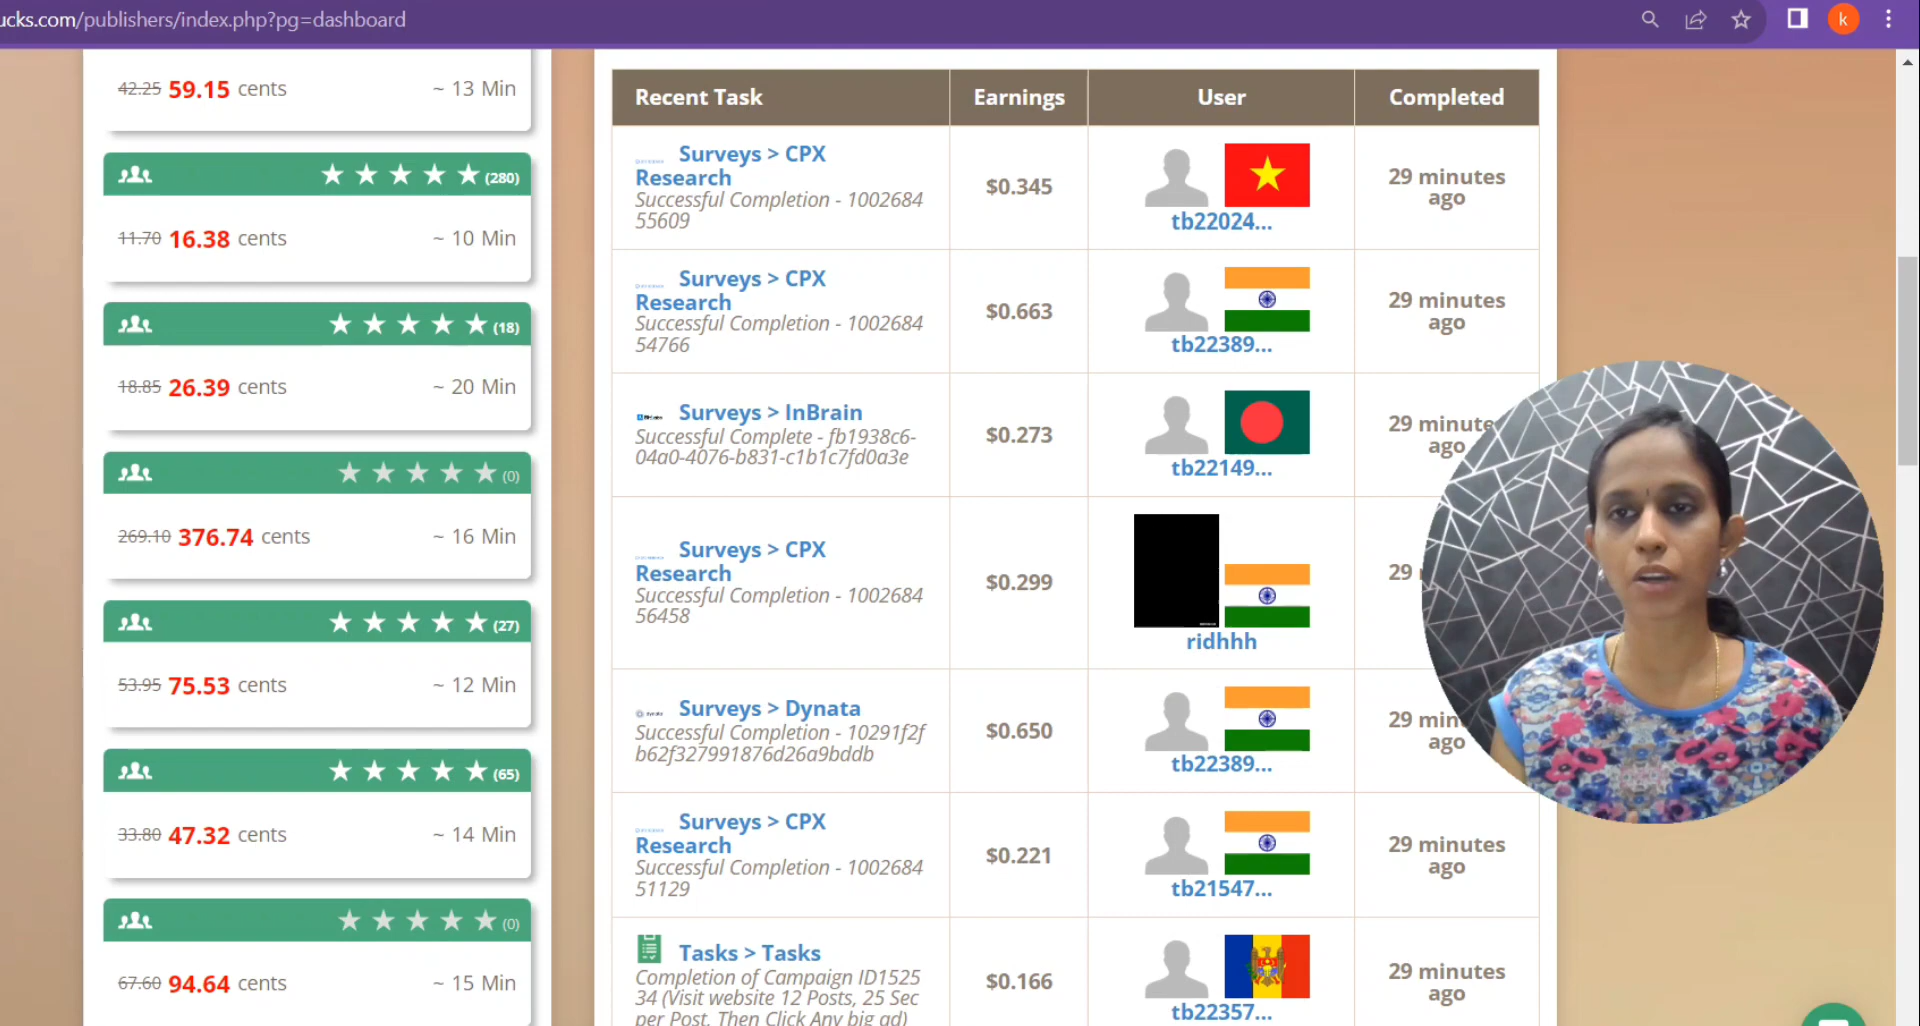 ucks.com/publishers/index.php?pg=dashboard
k
42.25 59.15 cents ~ 13 Min
(280)
11.70 16.38 cents ~ 10 Min
(18)
18.85 26.39 cents ~ 20 Min
(0)
269.10 376.74 cents ~ 16 Min
(27)
53.95 75.53 cents ~ 12 Min
(65)
33.80 47.32 cents ~ 14 Min
(0)
67.60 94.64 cents ~ 15 Min
Recent Task Earnings User Completed
Surveys > CPX
Research
Successful Completion - 1002684
55609
$0.345
tb22024...
29 minutes
ago
Surveys > CPX
Research
Successful Completion - 1002684
54766
$0.663
tb22389...
29 minutes
ago
Surveys > InBrain
Successful Complete - fb1938c6-
04a0-4076-b831-c1b1c7fd0a3e
$0.273
tb22149...
29 minute
ago
Surveys > CPX
Research
Successful Completion - 1002684
56458
$0.299
ridhhh
29
Surveys > Dynata
Successful Completion - 10291f2f
b62f327991876d26a9bddb
$0.650
tb22389...
29 min
ago
Surveys > CPX
Research
Successful Completion - 1002684
51129
$0.221
tb21547...
29 minutes
ago
Tasks > Tasks
Completion of Campaign ID1525
34 (Visit website 12 Posts, 25 Sec
per Post, Then Click Any big ad)
$0.166
tb22357...
29 minutes
ago